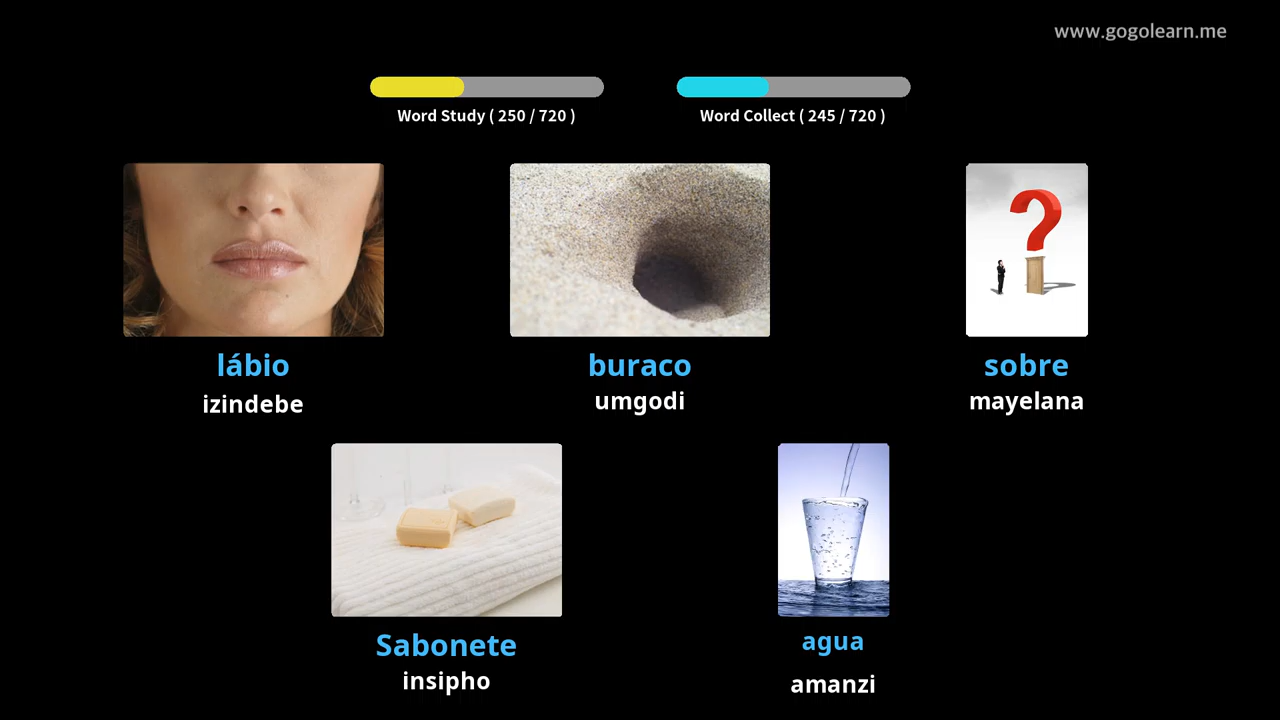 www.gogolearn.me
Word Study ( 250 / 720 )
Word Collect ( 245 / 720 )
lábio
izindebe
buraco
umgodi
sobre
mayelana
Sabonete
insipho
agua
amanzi